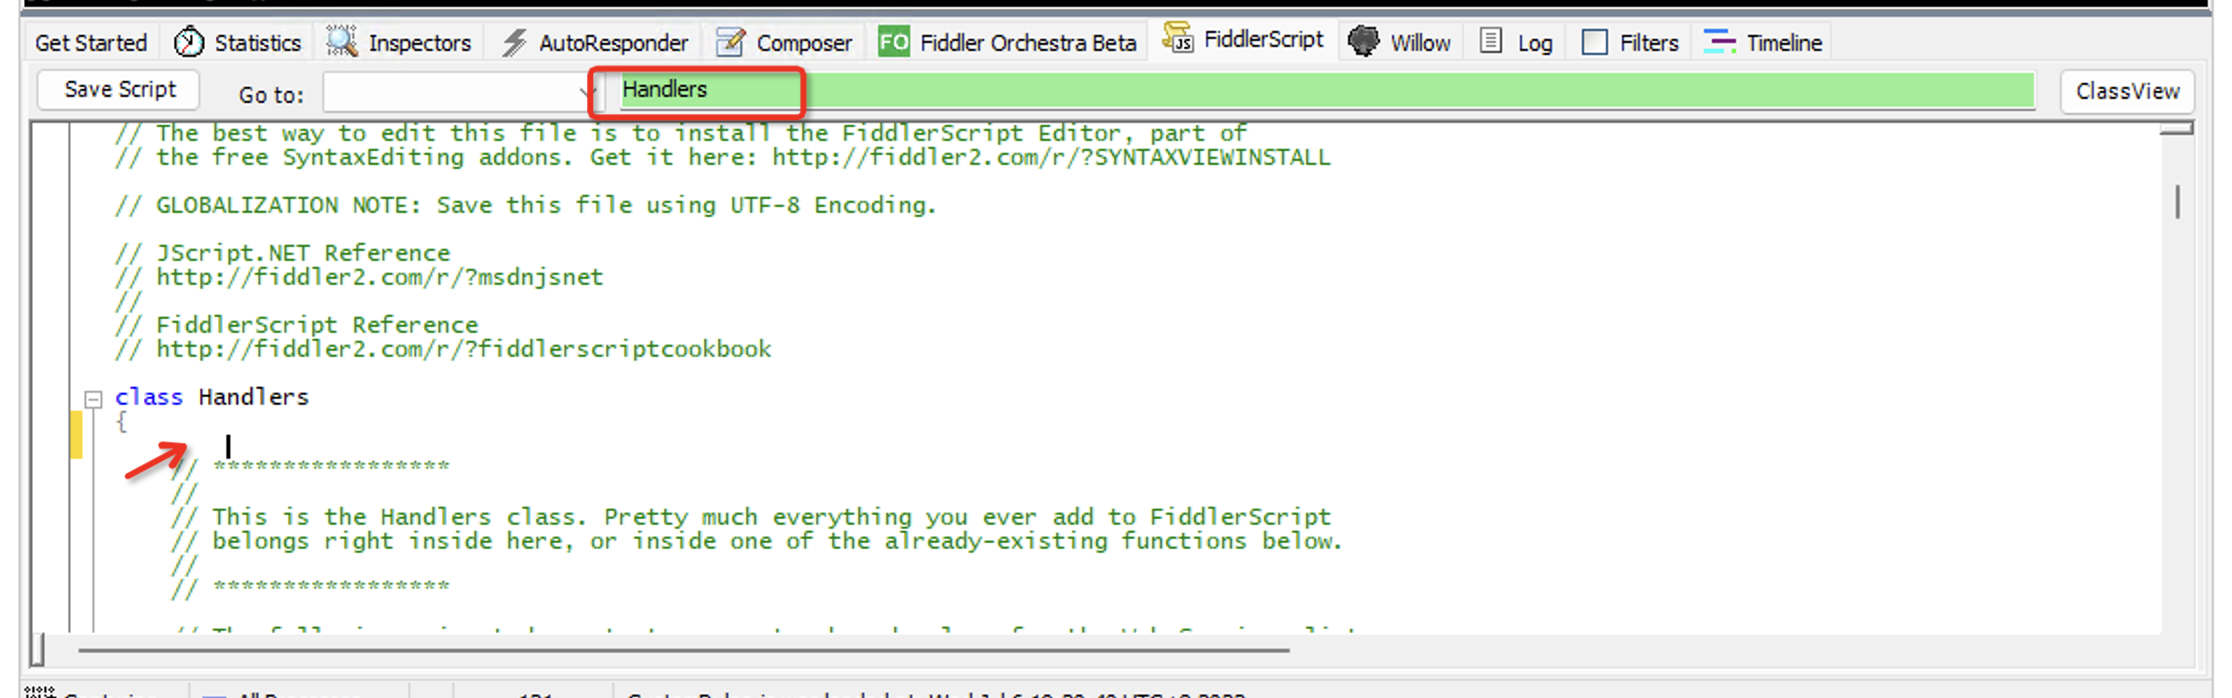 Get Started Statistics Inspectors AutoResponder Composer FO Fiddler Orchestra Beta JS FiddlerScript Willow Log Filters Timeline
Save Script Go to: Handlers ClassView
// The best way to edit this file is to install the FiddlerScript Editor, part of
// the free SyntaxEditing addons. Get it here: http://fiddler2.com/r/?SYNTAXVIEWINSTALL
// GLOBALIZATION NOTE: Save this file using UTF-8 Encoding.
// JScript.NET Reference
// http://fiddler2.com/r/?msdnjsnet
//
// FiddlerScript Reference
// http://fiddler2.com/r/?fiddlerscriptcookbook
class Handlers
{
// *****************
//
// This is the Handlers class. Pretty much everything you ever add to FiddlerScript
// belongs right inside here, or inside one of the already-existing functions below.
//
// *****************